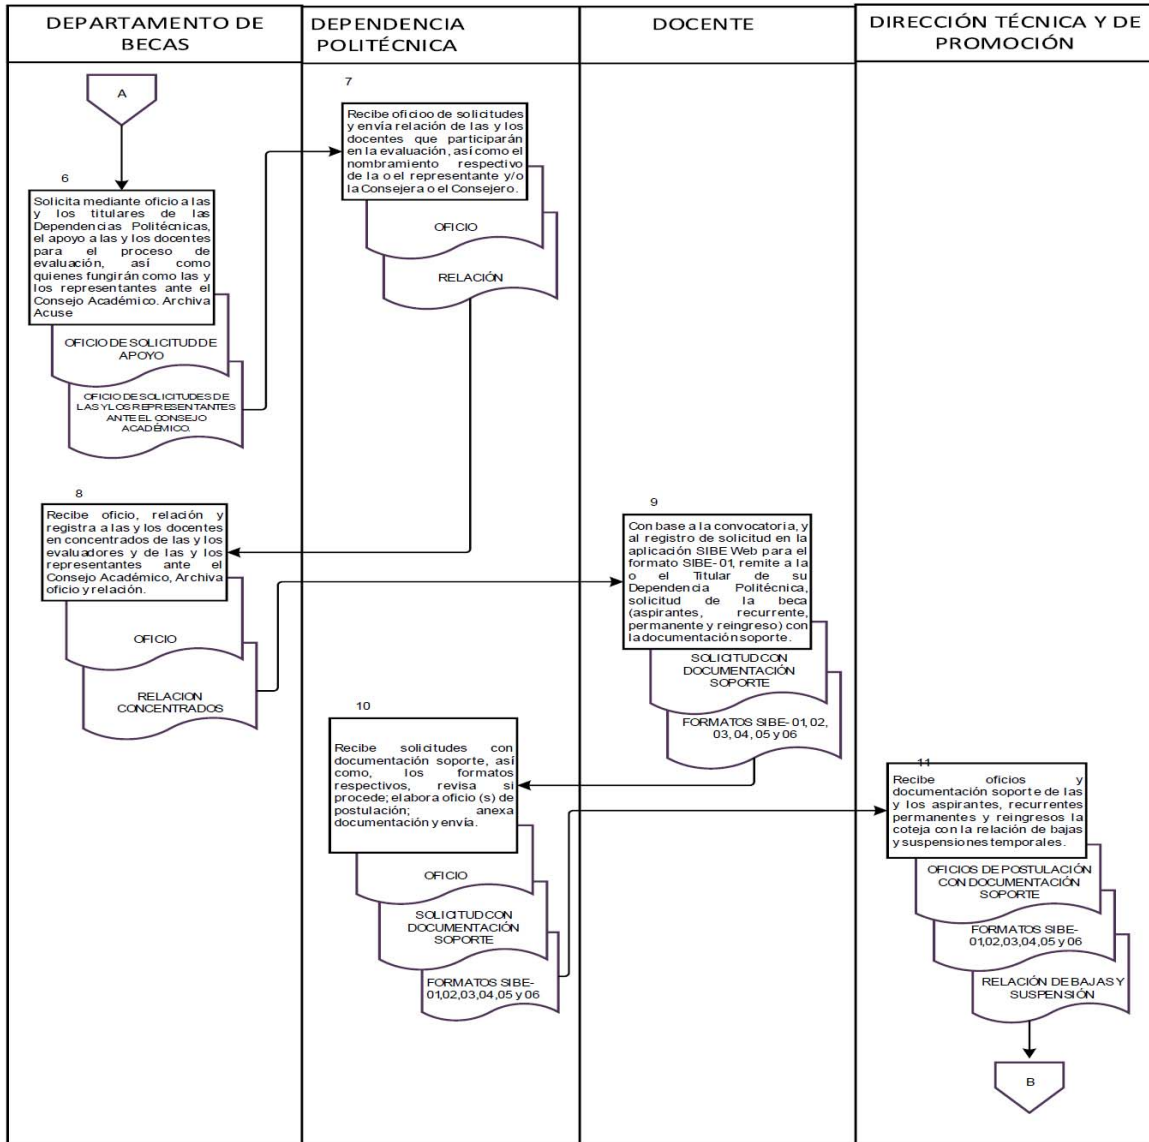 DEPARTAMENTO DE
BECAS
DEPENDENCIA
POLITÉCNICA
DOCENTE
DIRECCIÓN TÉCNICA Y DE
PROMOCIÓN
A
6
Solicita mediante oficio a las
y los titulares de las
Dependencias Politécnicas,
el apoyo a las y los docentes
para el proceso de
evaluación, así como
quienes fungirán como las y
los representantes ante el
Consejo Académico. Archiva
Acuse
OFICIO DE SOLICITUD DE
APOYO
OFICIO DE SOLICITUDES DE
LAS Y LOS REPRESENTANTES
ANTE EL CONSEJO
ACADÉMICO.
7
Recibe oficioo de solicitudes
y envía relación de las y los
docentes que participarán
en la evaluación, así como el
nombramiento respectivo
de la o el representante y/o
la Consejera o el Consejero.
OFICIO
RELACIÓN
8
Recibe oficio, relación y
registra a las y los docentes
en concentrados de las y los
evaluadores y de las y los
representantes ante el
Consejo Académico, Archiva
oficio y relación.
OFICIO
RELACION
CONCENTRADOS
9
Con base a la convocatoria, y
al registro de solicitud en la
aplicación SIBE Web para el
formato SIBE-01, remite a la
o el Titular de su
Dependencia Politécnica,
solicitud de la beca
(aspirantes, recurrente,
permanente y reingreso) con
la documentación soporte.
SOLICITUD CON
DOCUMENTACIÓN
SOPORTE
FORMATOS SIBE-01, 02,
03, 04, 05 y 06
10
Recibe solicitudes con
documentación soporte, así
como, los formatos
respectivos, revisa si
procede; elabora oficio (s) de
postulación; anexa
documentación y envía.
OFICIO
SOLICITUD CON
DOCUMENTACIÓN
SOPORTE
FORMATOS SIBE-
01,02,03,04,05 y 06
11
Recibe oficios y
documentación soporte de las
y los aspirantes, recurrentes
permanentes y reingresos la
coteja con la relación de bajas
y suspensiones temporales.
OFICIOS DE POSTULACIÓN
CON DOCUMENTACIÓN
SOPORTE
FORMATOS SIBE-
01,02,03,04,05 y 06
RELACIÓN DE BAJAS Y
SUSPENSIÓN
B